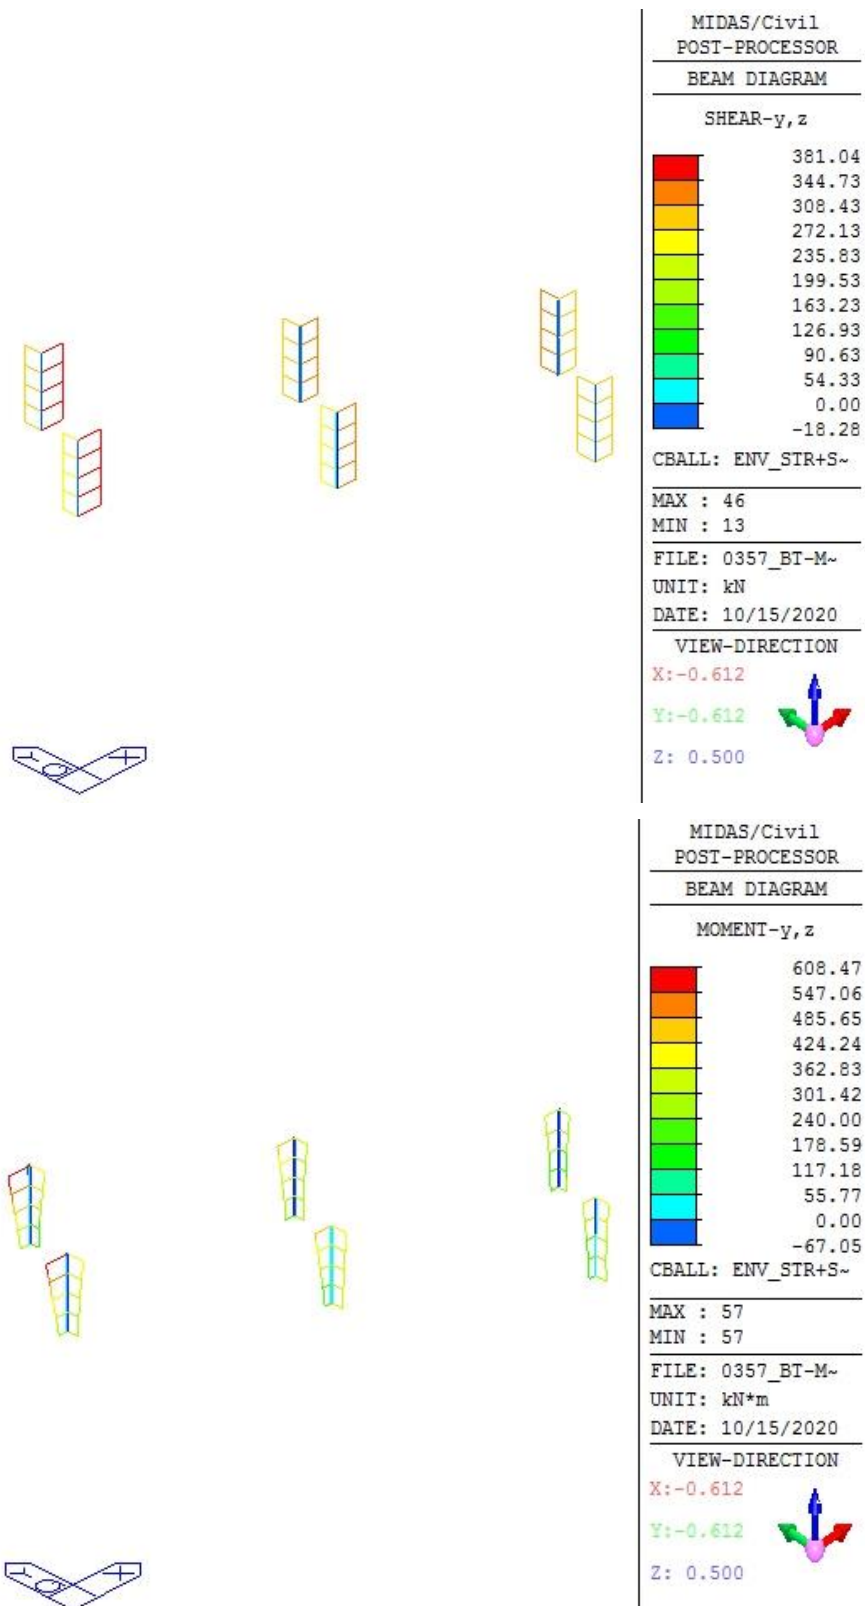 MIDAS/Civil
POST-PROCESSOR
BEAM DIAGRAM
SHEAR-y,z
381.04
344.73
308.43
272.13
235.83
199.53
163.23
126.93
90.63
54.33
0.00
-18.28
CBALL: ENV_STR+S~
MAX : 46
MIN : 13
FILE: 0357_BT-M~
UNIT: kN
DATE: 10/15/2020
VIEW-DIRECTION
X:-0.612
Y:-0.612
Z: 0.500
Y X
MIDAS/Civil
POST-PROCESSOR
BEAM DIAGRAM
MOMENT-y,z
608.47
547.06
485.65
424.24
362.83
301.42
240.00
178.59
117.18
55.77
0.00
-67.05
CBALL: ENV_STR+S~
MAX : 57
MIN : 57
FILE: 0357_BT-M~
UNIT: kN*m
DATE: 10/15/2020
VIEW-DIRECTION
X:-0.612
Y:-0.612
Z: 0.500
Y X